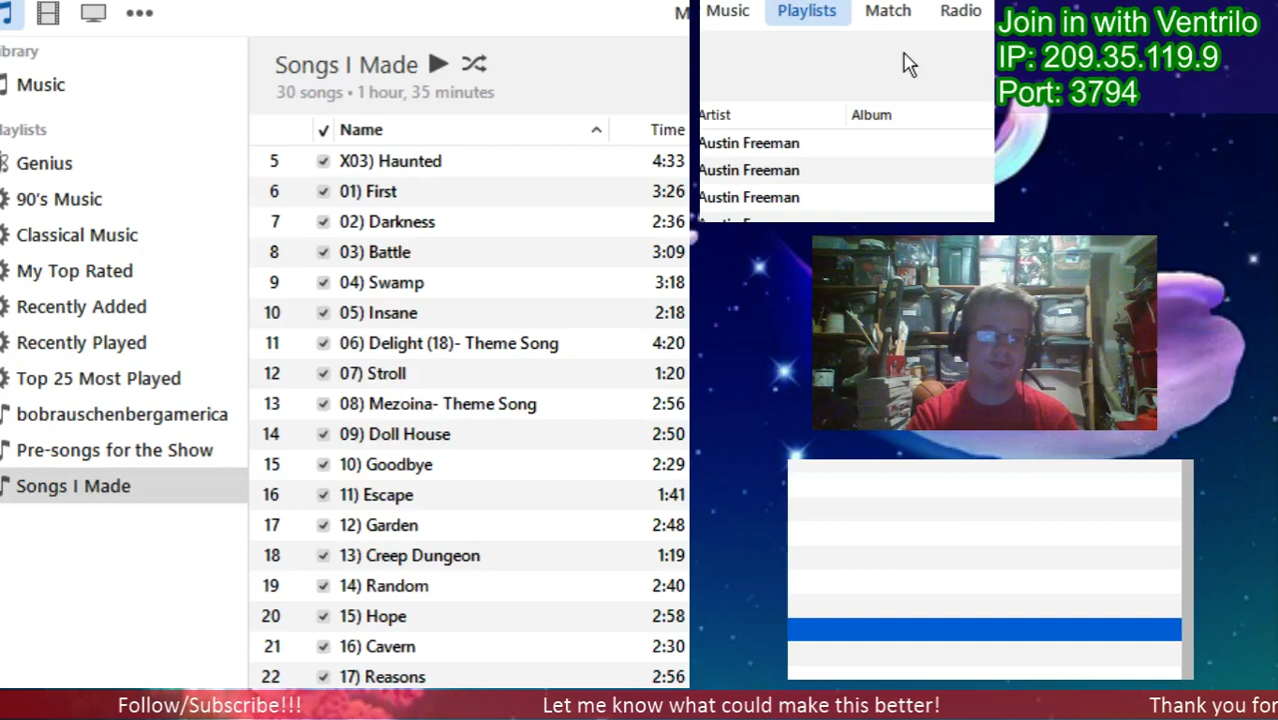 ibrary
Music
laylists
Genius
90's Music
Classical Music
My Top Rated
Recently Added
Recently Played
Top 25 Most Played
bobrauschenbergamerica
Pre-songs for the Show
Songs I Made
M
Songs I Made
30 songs • 1 hour, 35 minutes
✓ Name Time
5 X03) Haunted 4:33
6 01) First 3:26
7 02) Darkness 2:36
8 03) Battle 3:09
9 04) Swamp 3:18
10 05) Insane 2:18
11 06) Delight (18)- Theme Song 4:20
12 07) Stroll 1:20
13 08) Mezoina- Theme Song 2:56
14 09) Doll House 2:50
15 10) Goodbye 2:29
16 11) Escape 1:41
17 12) Garden 2:48
18 13) Creep Dungeon 1:19
19 14) Random 2:40
20 15) Hope 2:58
21 16) Cavern 2:30
22 17) Reasons 2:56
Music Playlists Match Radio
Artist Album
Austin Freeman
Austin Freeman
Austin Freeman
Join in with Ventrilo
IP: 209.35.119.9
Port: 3794
Follow/Subscribe!!! Let me know what could make this better! Thank you for